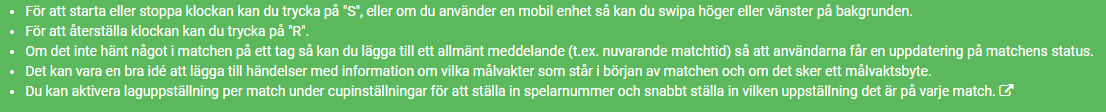 • För att starta eller stoppa klockan kan du trycka på "S", eller om du använder en mobil enhet så kan du swipa höger eller vänster på bakgrunden.
• För att återställa klockan kan du trycka på "R".
• Om det inte hänt något i matchen på ett tag så kan du lägga till ett allmänt meddelande (t.ex. nuvarande matchtid) så att användarna får en uppdatering på matchens status.
• Det kan vara en bra idé att lägga till händelser med information om vilka målvakter som står i början av matchen och om det sker ett målvaktsbyte.
• Du kan aktivera laguppställning per match under cupinställningar för att ställa in spelarnummer och snabbt ställa in vilken uppställning det är på varje match.